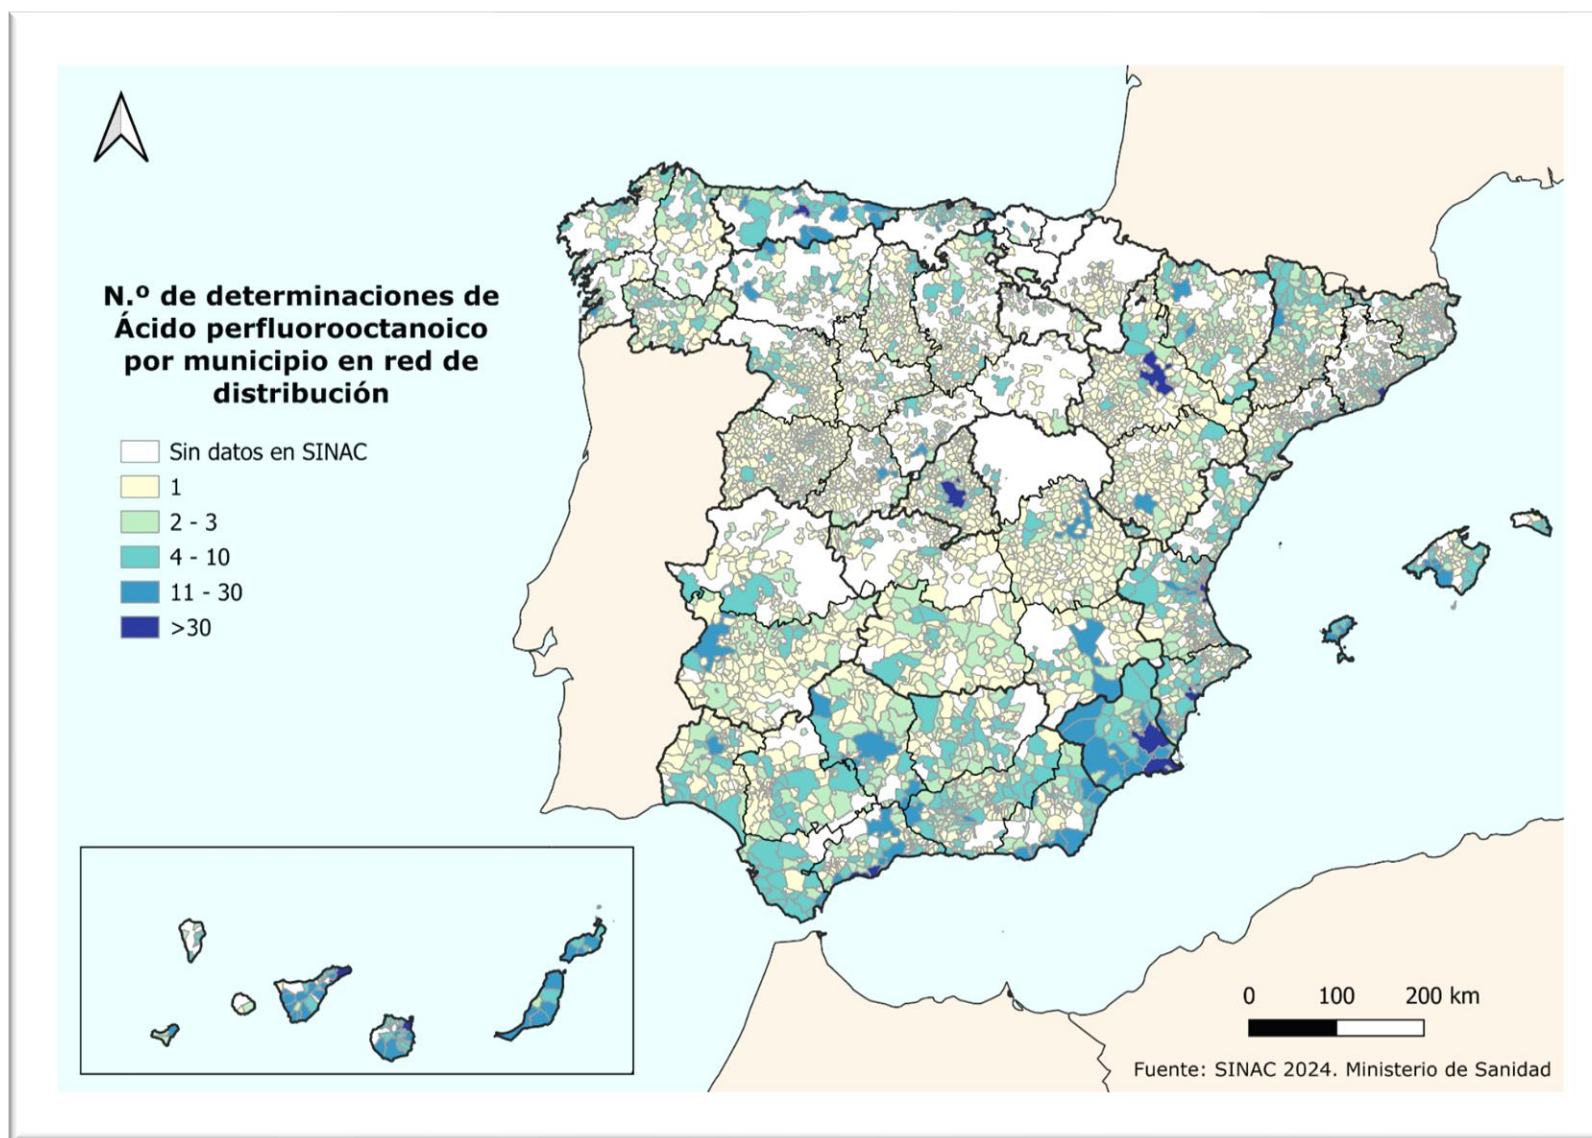 N.º de determinaciones de
Ácido perfluorooctanoico
por municipio en red de
distribución
Sin datos en SINAC
1
2 - 3
4 - 10
11 - 30
>30
0 100 200 km
Fuente: SINAC 2024. Ministerio de Sanidad